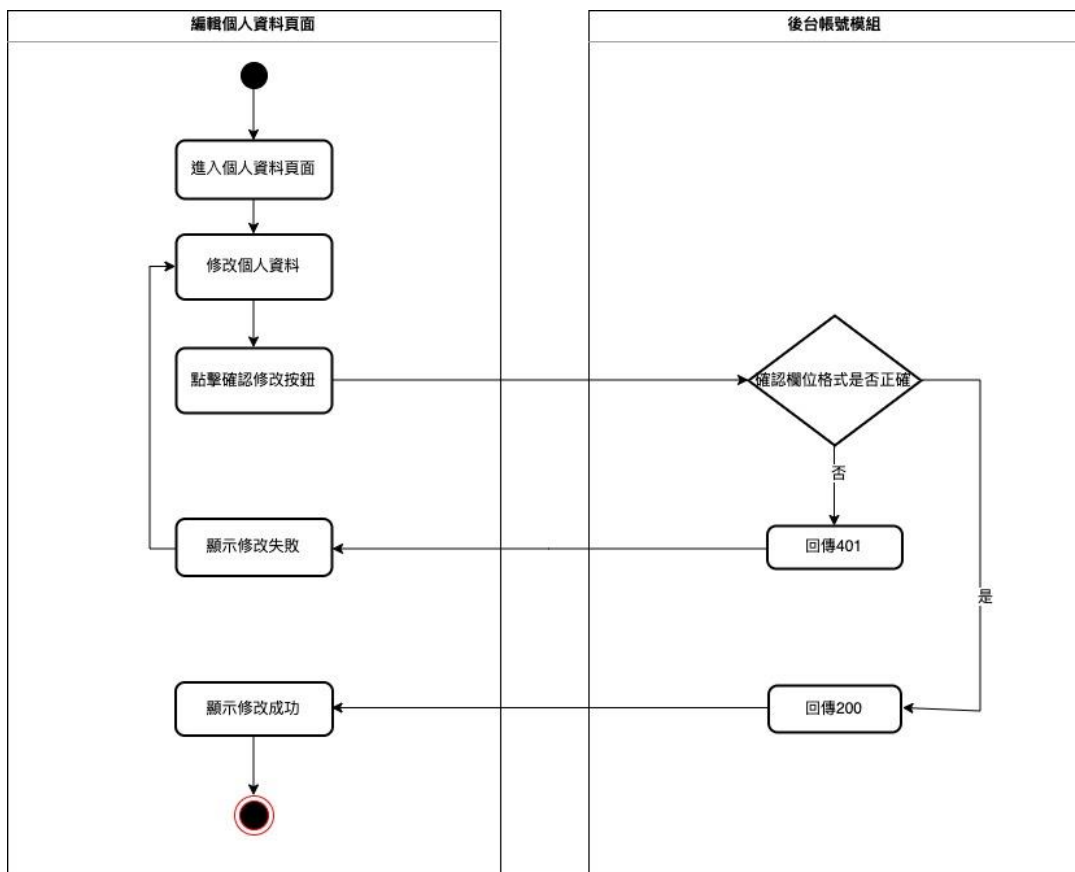 編輯個人資料頁面
後台帳號模組
進入個人資料頁面
修改個人資料
點擊確認修改按鈕
確認欄位格式是否正確
否
顯示修改失敗
回傳401
是
顯示修改成功
回傳200